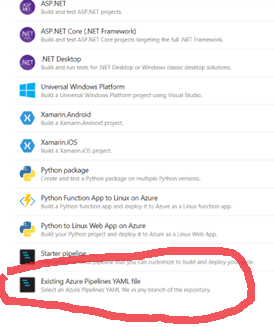 ASP.NET
Build and test ASP.NET projects.
ASP.NET Core (.NET Framework)
Build and test ASP.NET Core projects targeting the full .NET Framework.
.NET Desktop
Build and run tests for .NET Desktop or Windows classic desktop solutions.
Universal Windows Platform
Build a Universal Windows Platform project using Visual Studio.
Xamarin.Android
Build a Xamarin.Android project.
Xamarin.iOS
Build a Xamarin.iOS project.
Python package
Create and test a Python package on multiple Python versions.
Python Function App to Linux on Azure
Build a Python Function app and deploy it to Azure as a Linux function.
Python to Linux Web App on Azure
Build your Python project and deploy it to Azure as a Linux Web App.
Starter pipeline
pipeline that you can customize to build and deploy your
Existing Azure Pipelines YAML file
Select an Azure Pipelines YAML file in any branch of the repository.